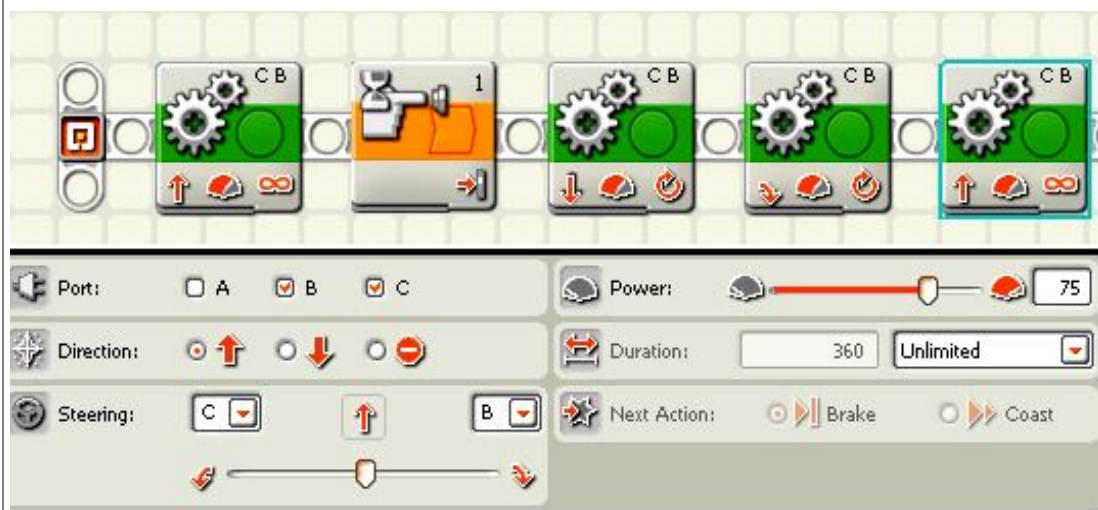 C B
1
C B
C B
C B
Port:
A
B
C
Power:
75
Direction:
Duration:
360
Unlimited
Steering:
C
B
Next Action:
Brake
Coast